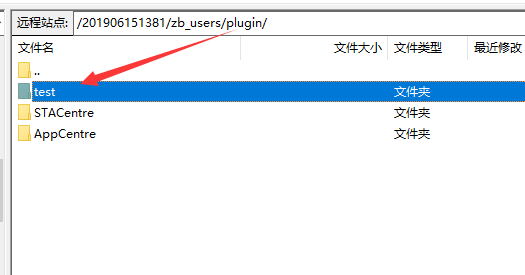 远程站点: /201906151381/zb_users/plugin/
文件名 文件大小 文件类型 最近修改
..
test 文件夹
STACentre 文件夹
AppCentre 文件夹